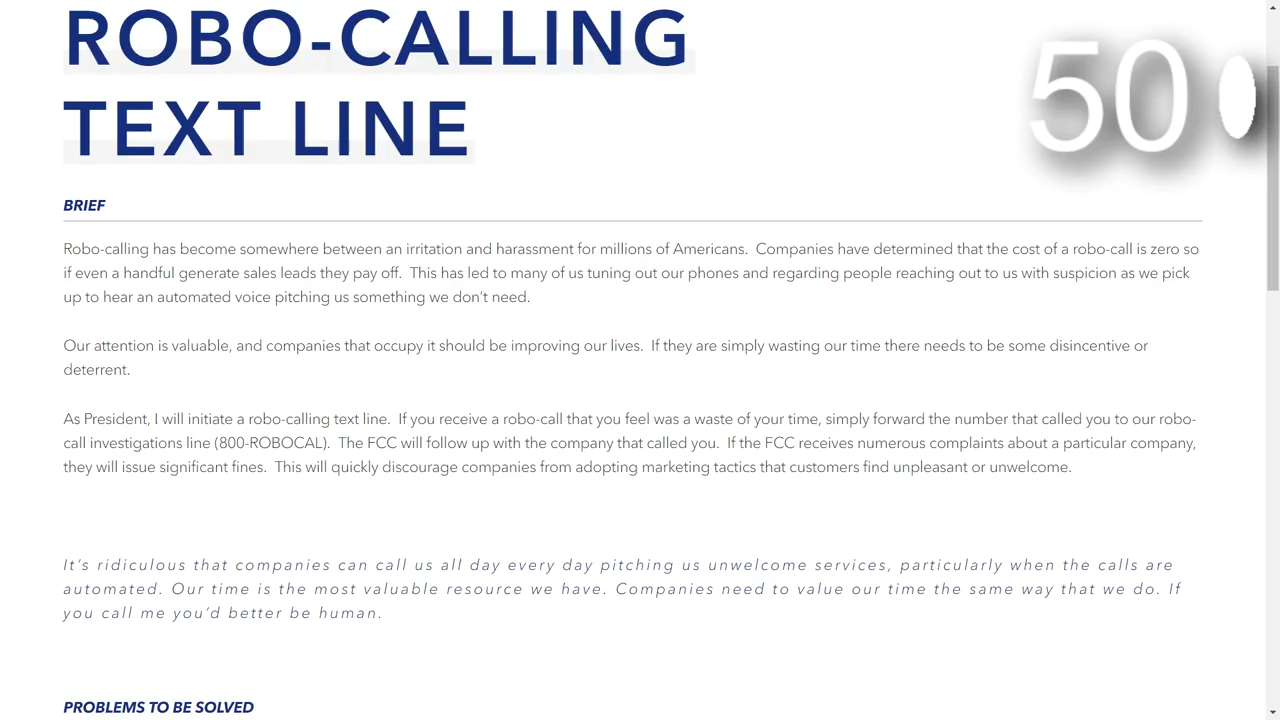 ROBO-CALLING
TEXT LINE
50
BRIEF
Robo-calling has become somewhere between an irritation and harassment for millions of Americans.  Companies have determined that the cost of a robo-call is zero so
if even a handful generate sales leads they pay off.  This has led to many of us tuning out our phones and regarding people reaching out to us with suspicion as we pick
up to hear an automated voice pitching us something we don’t need.
Our attention is valuable, and companies that occupy it should be improving our lives.  If they are simply wasting our time there needs to be some disincentive or
deterrent.
As President, I will initiate a robo-calling text line.  If you receive a robo-call that you feel was a waste of your time, simply forward the number that called you to our robo-
call investigations line (800-ROBOCAL).  The FCC will follow up with the company that called you.  If the FCC receives numerous complaints about a particular company,
they will issue significant fines.  This will quickly discourage companies from adopting marketing tactics that customers find unpleasant or unwelcome.
It’s ridiculous that companies can call us all day every day pitching us unwelcome services, particularly when the calls are
automated. Our time is the most valuable resource we have. Companies need to value our time the same way that we do. If
you call me you’d better be human.
PROBLEMS TO BE SOLVED